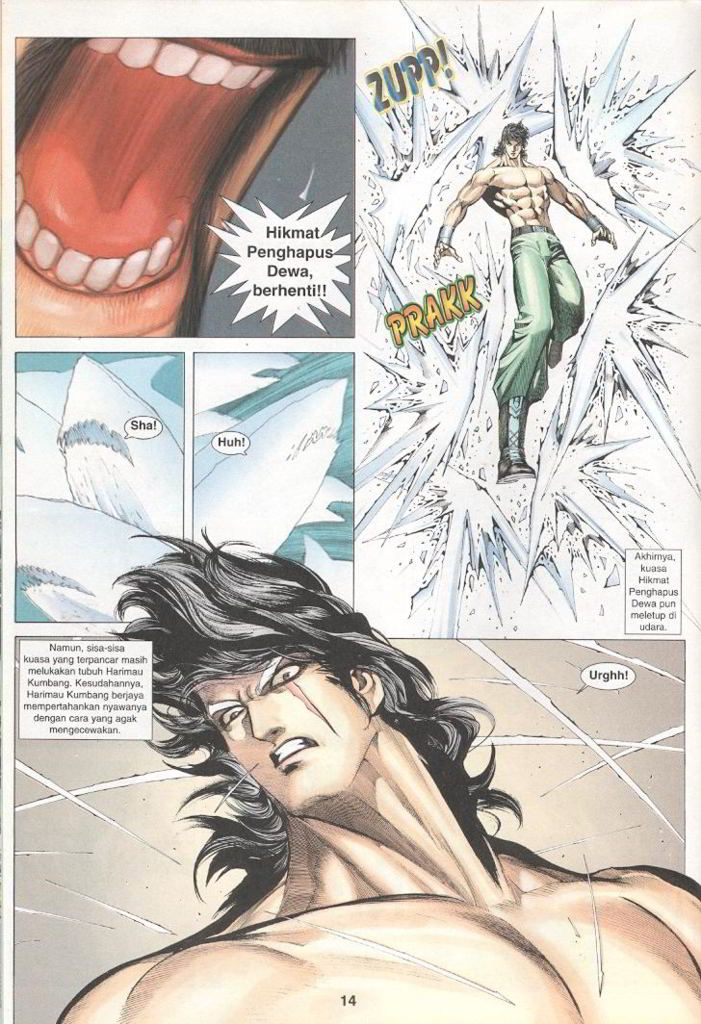 Hikmat
Penghapus
Dewa,
berhenti!!
ZUPP!
PRAKK
Sha!
Huh!
Akhirnya,
kuasa
Hikmat
Penghapus
Dewa pun
meletup di
udara.
Namun, sisa-sisa
kuasa yang terpancar masih
melukakan tubuh Harimau
Kumbang. Kesudahannya,
Harimau Kumbang berjaya
mempertahankan nyawanya
dengan cara yang agak
mengecewakan.
Urghh!
14